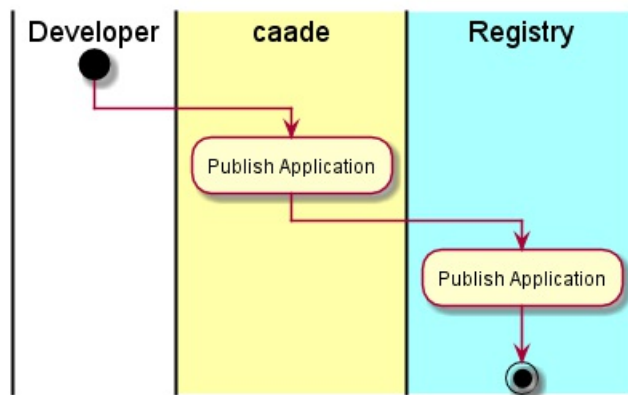 Developer
caade
Registry
Publish Application
Publish Application